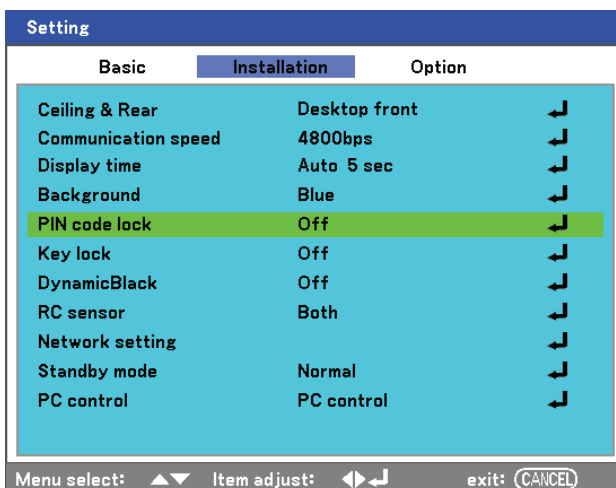 Setting
Basic Installation Option
Ceiling & Rear Desktop front
Communication speed 4800bps
Display time Auto 5 sec
Background Blue
PIN code lock Off
Key lock Off
DynamicBlack Off
RC sensor Both
Network setting
Standby mode Normal
PC control PC control
Menu select: Item adjust: exit: CANCEL